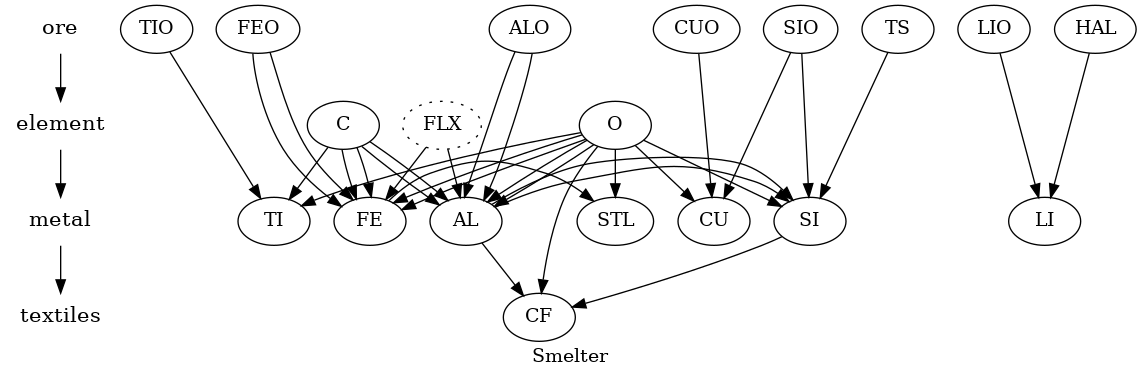 ore TIO FEO ALO CUO SIO TS LIO HAL
element C FLX O
metal TI FE AL STL CU SI LI
textiles CF
Smelter